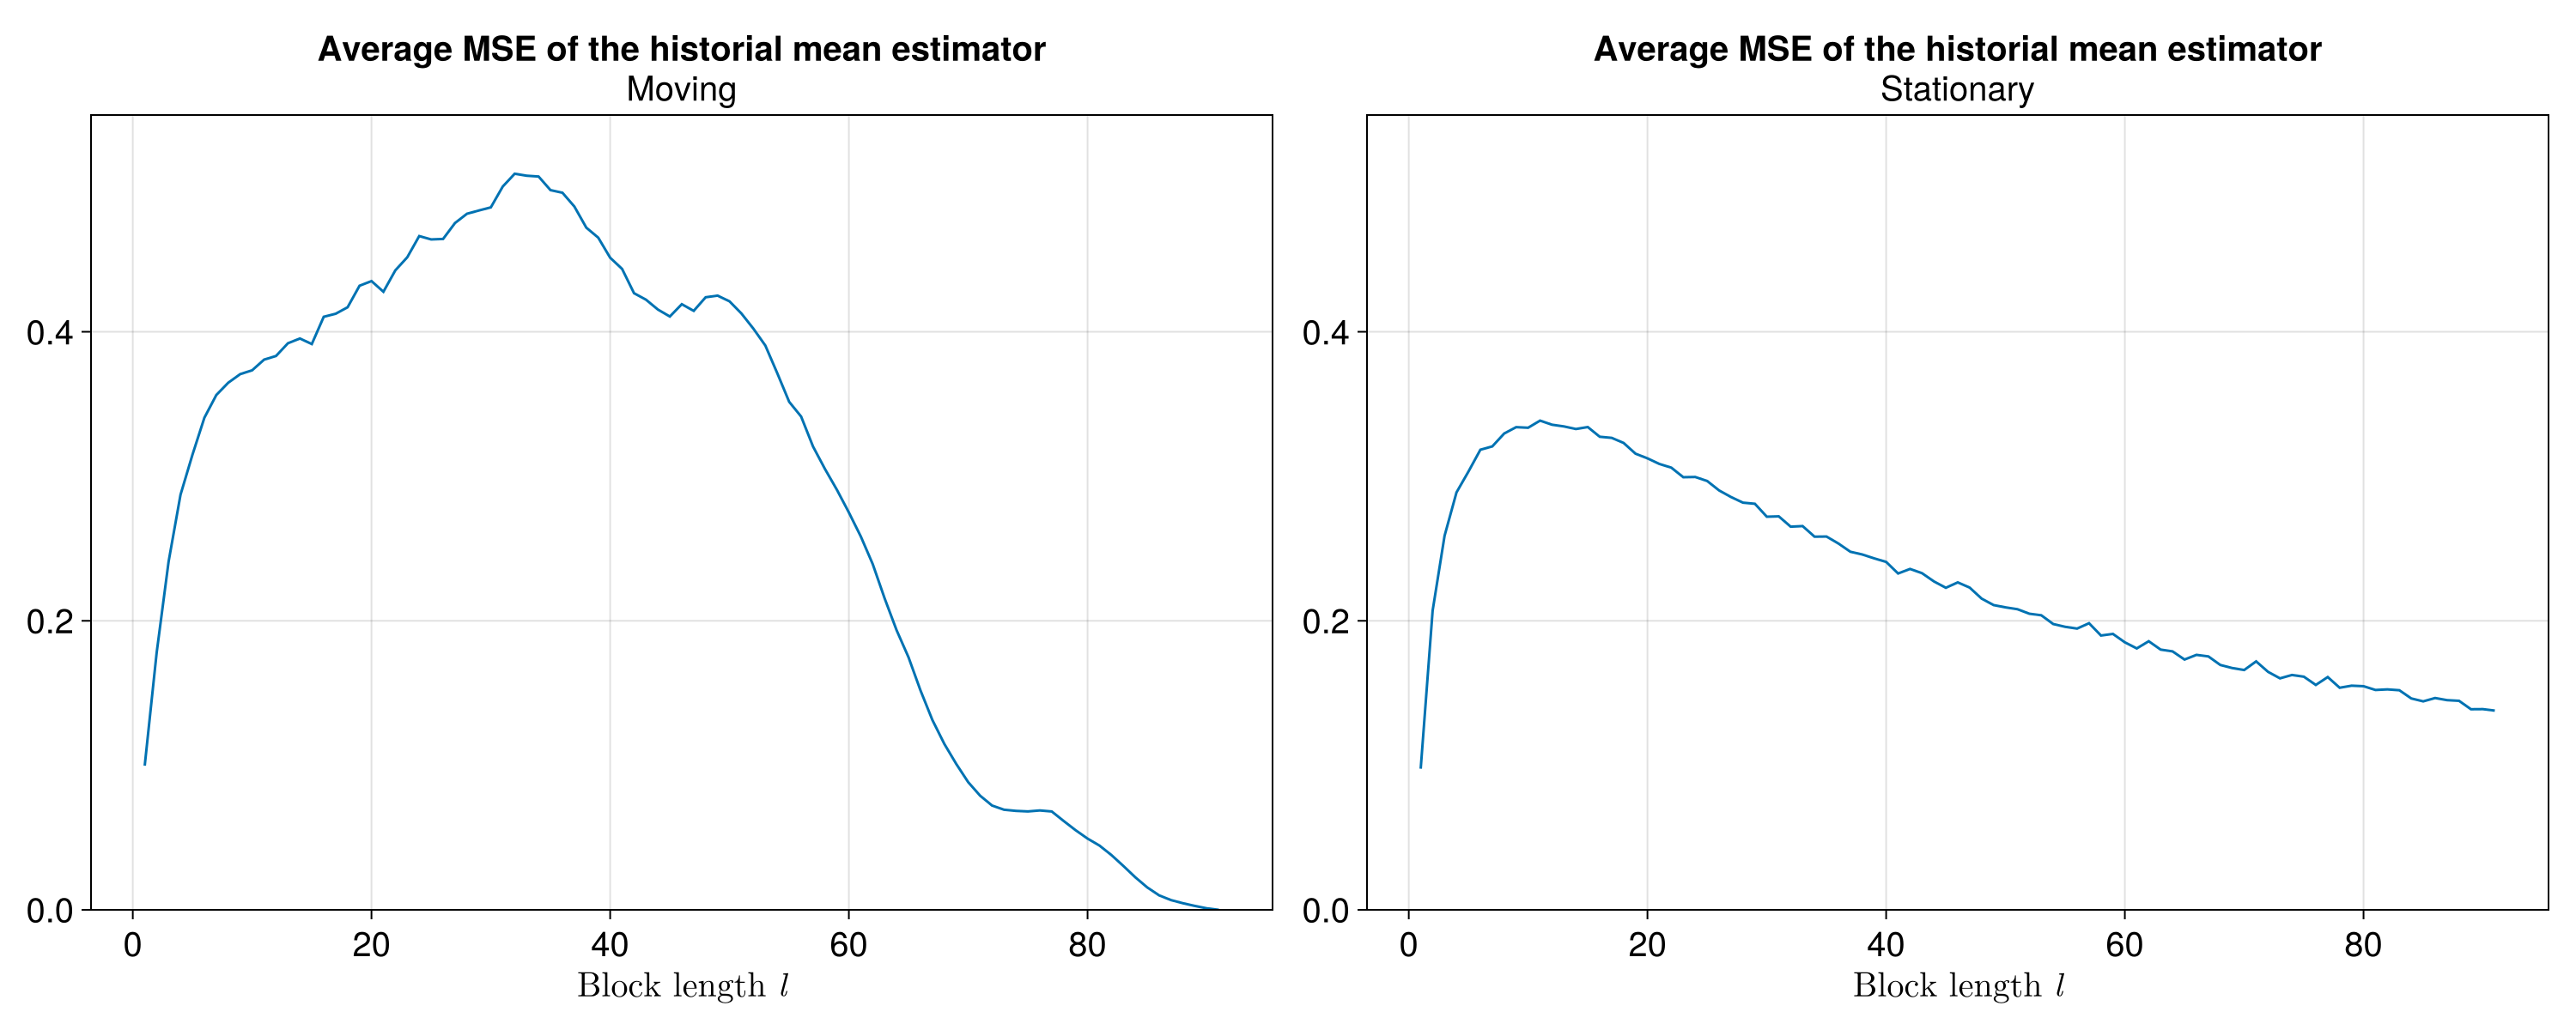 Average MSE of the historial mean estimator
Moving
0.4
0.2
0.0
0 20 40 60 80
Block length l
Average MSE of the historial mean estimator
Stationary
0.4
0.2
0.0
0 20 40 60 80
Block length l